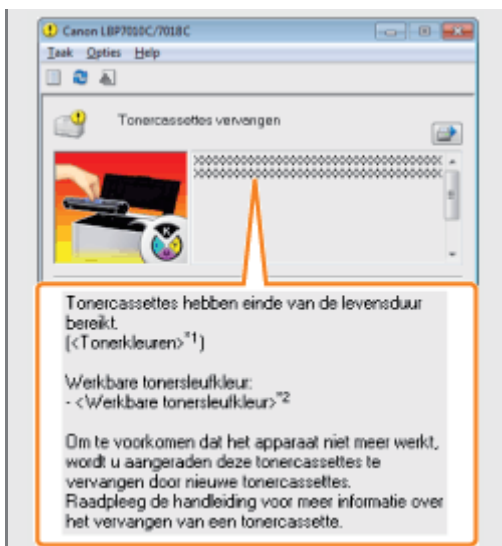 Canon LBP7010C/7018C
Taak Opties Help
Tonercassettes vervangen
XXXXXXXXXXXXXXXXXXXXXXXXXXXXXXXX
XXXXXXXXXXXXXXXXXXXXXXXXXXXXXXXX
K
Tonercassettes hebben einde van de levensduur
bereikt.
(<Tonerkleuren>*1)
Werkbare tonersleufkleur:
- <Werkbare tonersleufkleur>*2
Om te voorkomen dat het apparaat niet meer werkt,
wordt u aangeraden deze tonercassettes te
vervangen door nieuwe tonercassettes.
Raadpleeg de handleiding voor meer informatie over
het vervangen van een tonercassette.